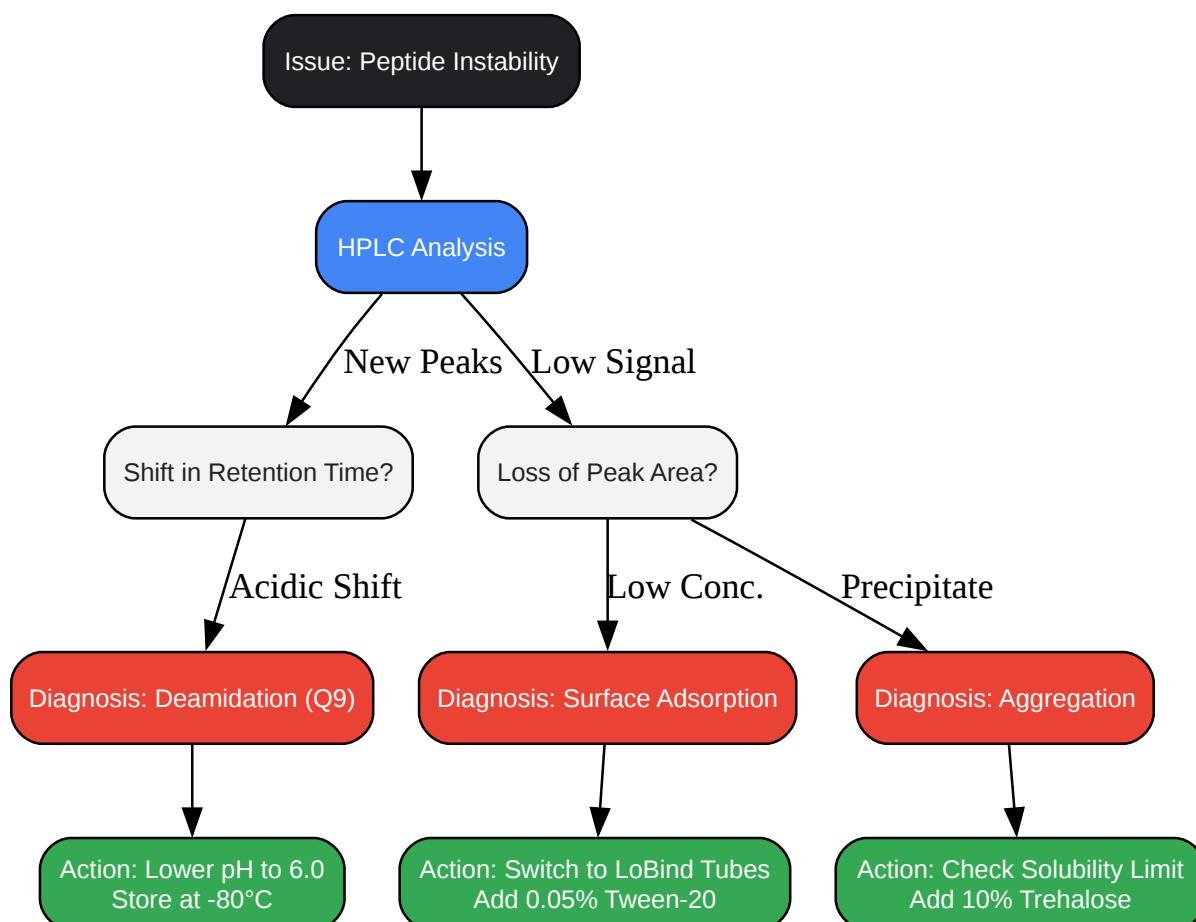 Issue: Peptide Instability
HPLC Analysis
New Peaks
Low Signal
Shift in Retention Time?
Loss of Peak Area?
Acidic Shift
Low Conc.
Precipitate
Diagnosis: Deamidation (Q9)
Diagnosis: Surface Adsorption
Diagnosis: Aggregation
Action: Lower pH to 6.0
Store at -80°C
Action: Switch to LoBind Tubes
Add 0.05% Tween-20
Action: Check Solubility Limit
Add 10% Trehalose